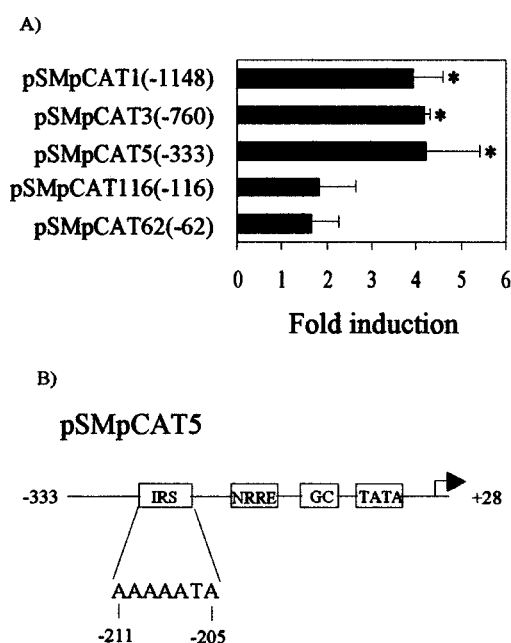 A)
pSMpCAT1(-1148)
*
pSMpCAT3(-760)
*
pSMpCAT5(-333)
*
pSMpCAT116(-116)
pSMpCAT62(-62)
0 1 2 3 4 5 6
Fold induction
B)
pSMpCAT5
-333 IRS NRRE GC TATA +28
AAAAATA
-211 -205